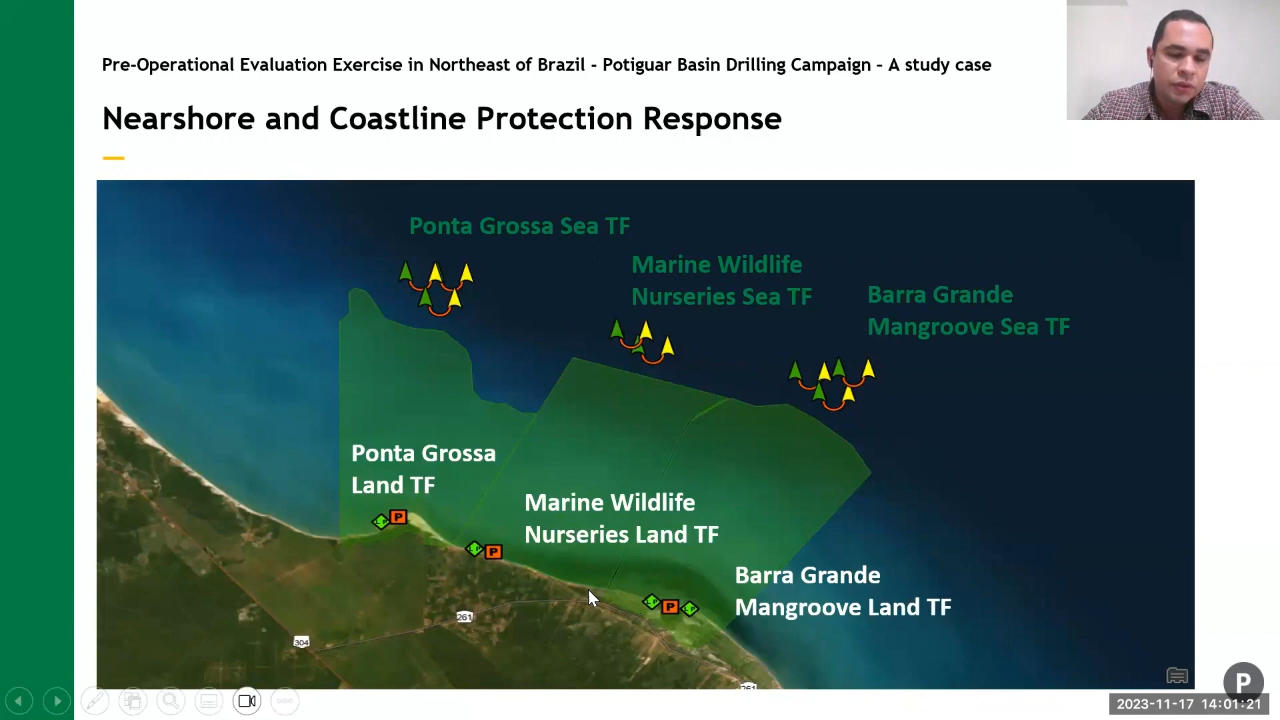 Pre-Operational Evaluation Exercise in Northeast of Brazil - Potiguar Basin Drilling Campaign – A study case
Nearshore and Coastline Protection Response
Ponta Grossa Sea TF
Marine Wildlife
Nurseries Sea TF
Barra Grande
Mangroove Sea TF
Ponta Grossa
Land TF
Marine Wildlife
Nurseries Land TF
Barra Grande
Mangroove Land TF
P
P
P
261
304
261
P
2023-11-17 14:01:21